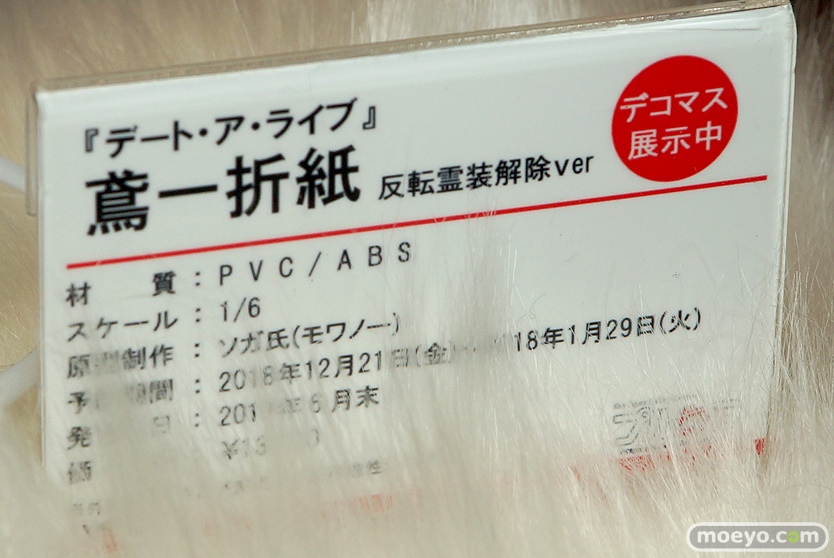 『デート・ア・ライブ』
デコマス
展示中
鳶一折紙 反転霊装解除ver
材 質:PVC/ABS
スケール:1/6
原型制作:ソガ氏(モワノー)
2018年12月21日(金) 18年1月29日(火)
6月末
moeyo.com